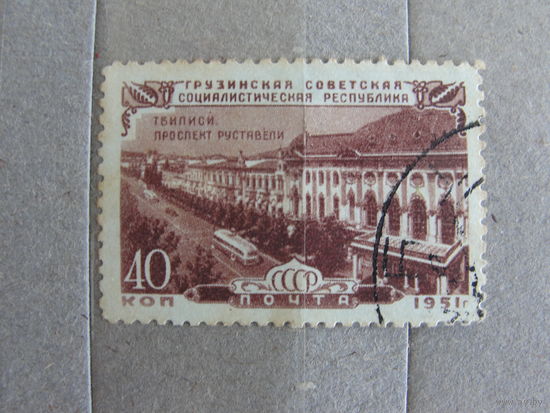 ГРУЗИНСКАЯ СОВЕТСКАЯ
СОЦИАЛИСТИЧЕСКАЯ РЕСПУБЛИКА
ТБИЛИСИ.
ПРОСПЕКТ РУСТАВЕЛИ
40
КОП
СССР
ПОЧТА
1951г